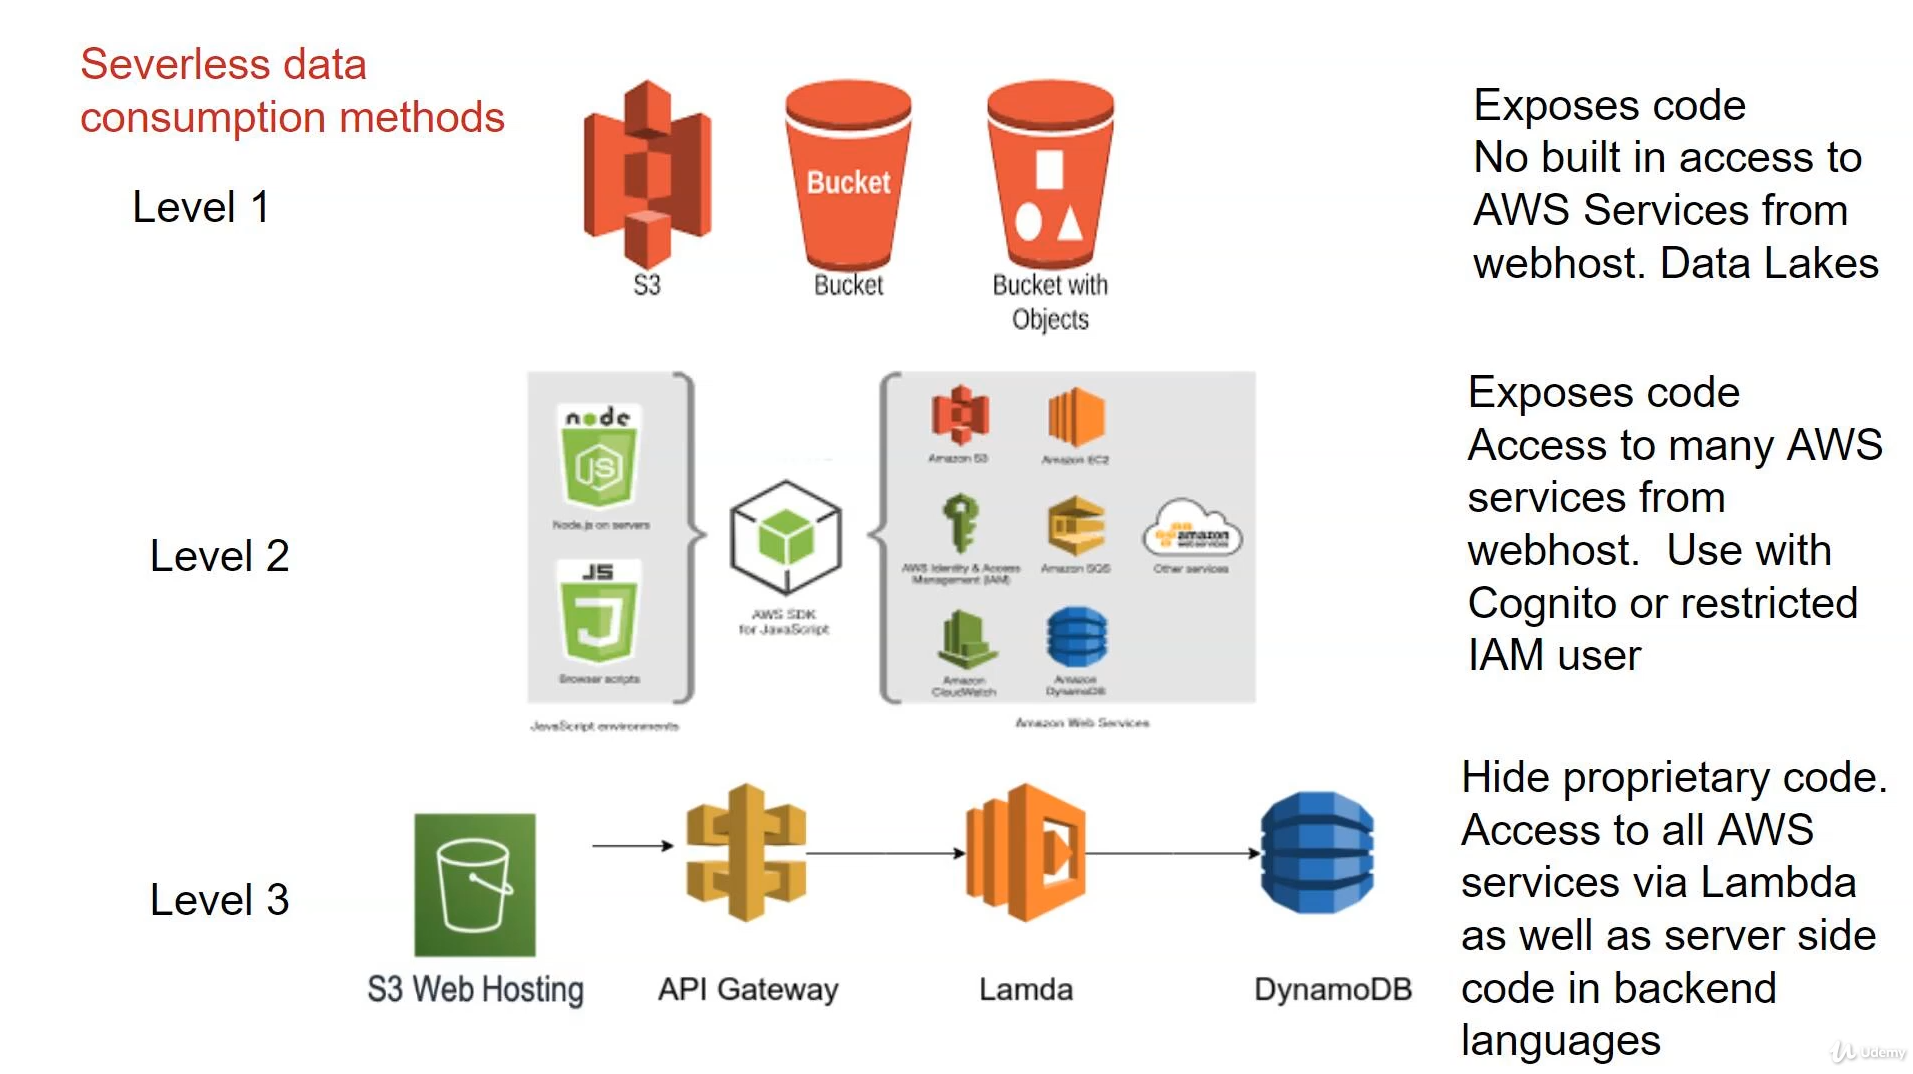 Severless data
consumption methods
Level 1
Bucket
S3
Bucket
Bucket with
Objects
Exposes code
No built in access to
AWS Services from
webhost. Data Lakes
Level 2
node
JS
Node.js on servers
JS
Browser scripts
JavaScript environments
AWS SDK
for JavaScript
Amazon S3
Amazon EC2
AWS Identity & Access
Management (IAM)
Amazon SQS
amazon
web services
Other services
Amazon
CloudWatch
Amazon
DynamoDB
Amazon Web Services
Exposes code
Access to many AWS
services from
webhost.  Use with
Cognito or restricted
IAM user
Level 3
S3 Web Hosting
API Gateway
Lamda
DynamoDB
Hide proprietary code.
Access to all AWS
services via Lambda
as well as server side
code in backend
languages
Udemy